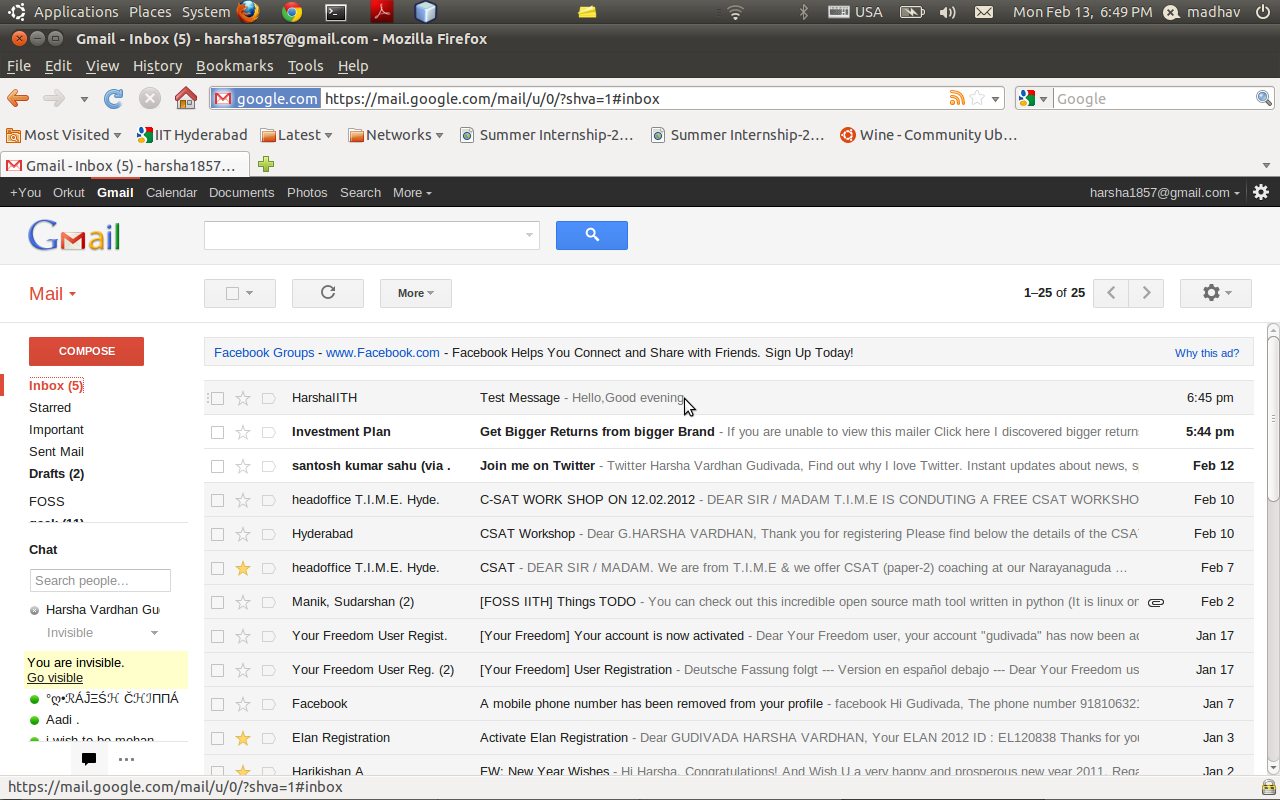 Applications Places System USA Mon Feb 13, 6:49 PM madhav
Gmail - Inbox (5) - harsha1857@gmail.com - Mozilla Firefox
File Edit View History Bookmarks Tools Help
google.com https://mail.google.com/mail/u/0/?shva=1#inbox Google
Most Visited IIT Hyderabad Latest Networks Summer Internship-2... Summer Internship-2... Wine - Community Ub...
Gmail - Inbox (5) - harsha1857...
+You Orkut Gmail Calendar Documents Photos Search More harsha1857@gmail.com
Gmail
Mail More 1–25 of 25
COMPOSE
Inbox (5)
Starred
Important
Sent Mail
Drafts (2)
FOSS
Chat
Search people...
Harsha Vardhan Gu
Invisible
You are invisible.
Go visible
Aadi .
Facebook Groups - www.Facebook.com - Facebook Helps You Connect and Share with Friends. Sign Up Today! Why this ad?
HarshaIITH Test Message - Hello,Good evening 6:45 pm
Investment Plan Get Bigger Returns from bigger Brand - If you are unable to view this mailer Click here I discovered bigger return 5:44 pm
santosh kumar sahu (via . Join me on Twitter - Twitter Harsha Vardhan Gudivada, Find out why I love Twitter. Instant updates about news, Feb 12
headoffice T.I.M.E. Hyde. C-SAT WORK SHOP ON 12.02.2012 - DEAR SIR / MADAM T.I.M.E IS CONDUTING A FREE CSAT WORKSHO Feb 10
Hyderabad CSAT Workshop - Dear G.HARSHA VARDHAN, Thank you for registering Please find below the details of the CSA Feb 10
headoffice T.I.M.E. Hyde. CSAT - DEAR SIR / MADAM. We are from T.I.M.E & we offer CSAT (paper-2) coaching at our Narayanaguda ... Feb 7
Manik, Sudarshan (2) [FOSS IITH] Things TODO - You can check out this incredible open source math tool written in python (It is linux on Feb 2
Your Freedom User Regist. [Your Freedom] Your account is now activated - Dear Your Freedom user, your account "gudivada" has now been ac Jan 17
Your Freedom User Reg. (2) [Your Freedom] User Registration - Deutsche Fassung folgt --- Version en español debajo --- Dear Your Freedom us Jan 17
Facebook A mobile phone number has been removed from your profile - facebook Hi Gudivada, The phone number 918106321 Jan 7
Elan Registration Activate Elan Registration - Dear GUDIVADA HARSHA VARDHAN, Your ELAN 2012 ID : EL120838 Thanks for you Jan 3
Harikishan A FW: New Year Wishes - Hi Harsha, Congratulations! And Wish U a very happy and prosperous new year 2011. Rega Jan 2
https://mail.google.com/mail/u/0/?shva=1#inbox